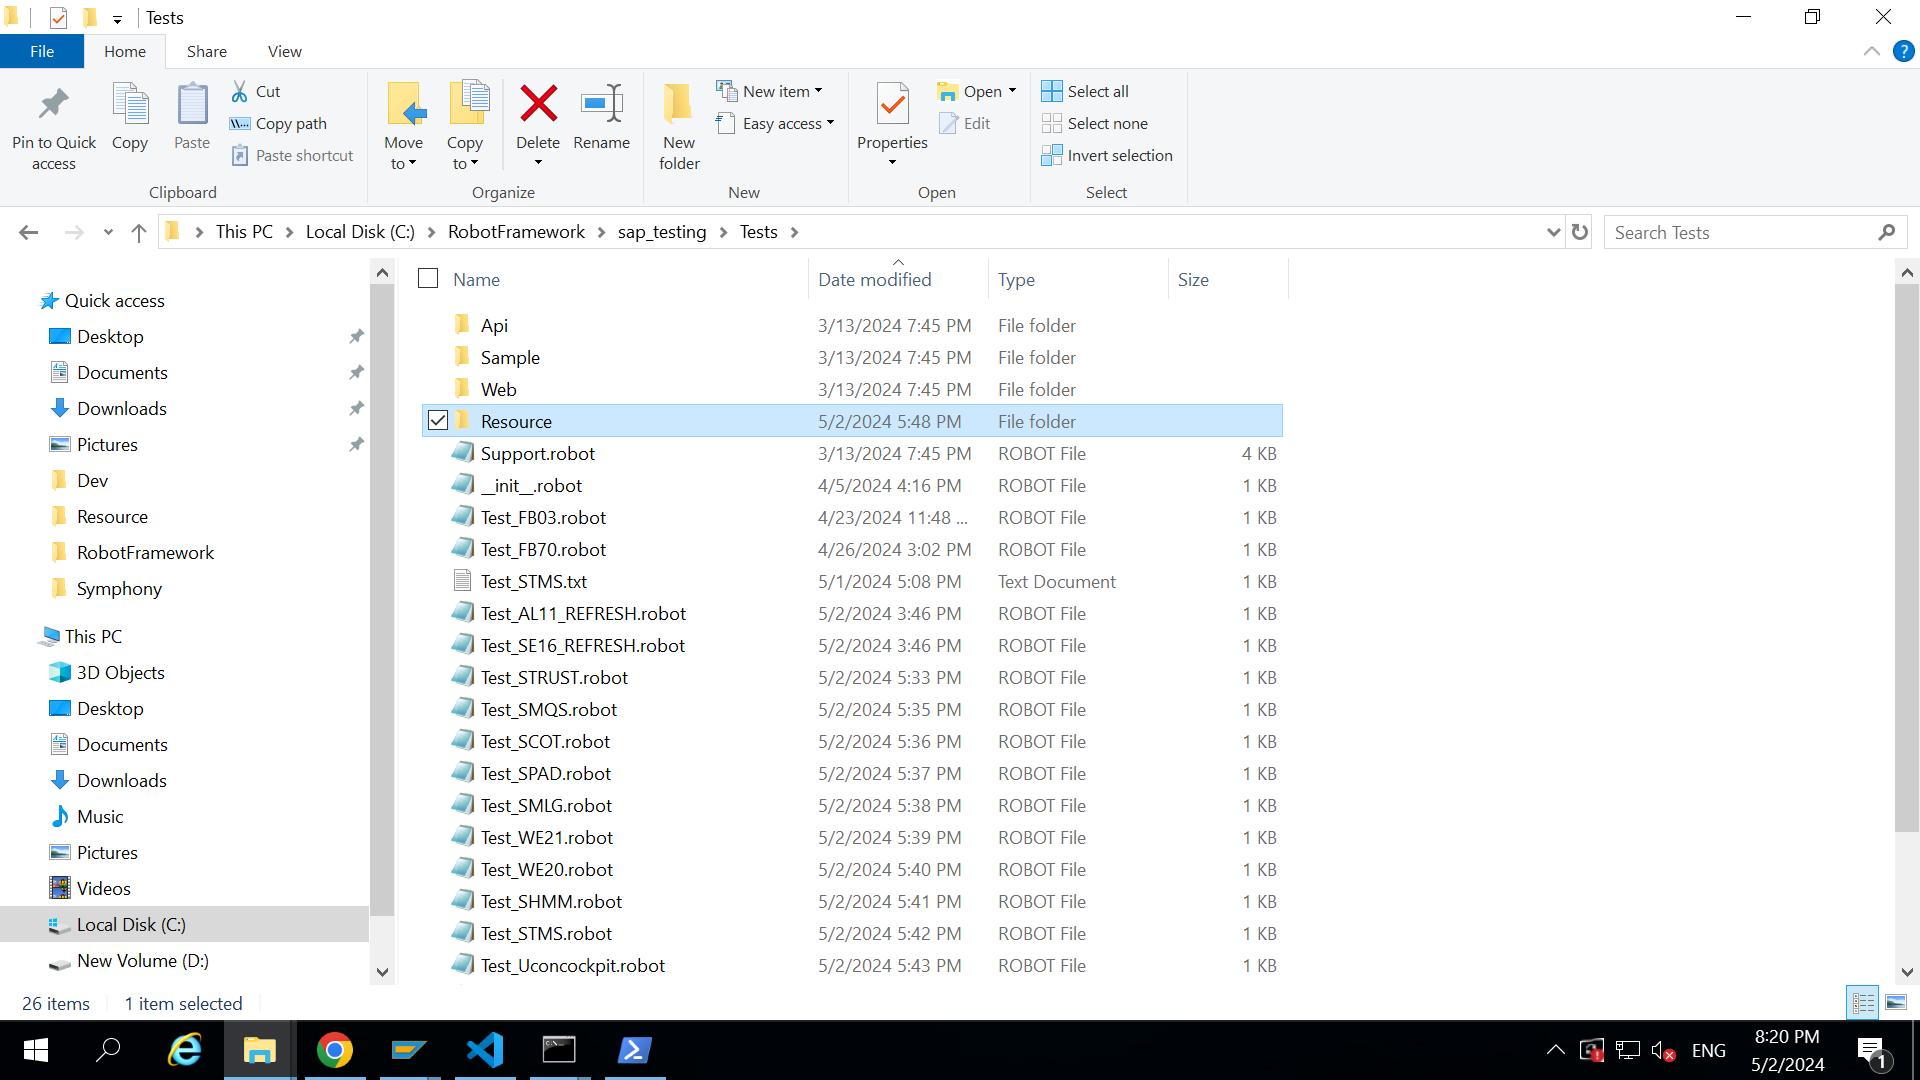 Tests
File
Home
Share
View
Pin to Quick access
Copy
Paste
Cut
Copy path
Paste shortcut
Clipboard
Move to
Copy to
Delete
Rename
Organize
New folder
New item
Easy access
New
Properties
Open
Edit
Open
Select all
Select none
Invert selection
Select
This PC
Local Disk (C:)
RobotFramework
sap_testing
Tests
Search Tests
Quick access
Desktop
Documents
Downloads
Pictures
Dev
Resource
RobotFramework
Symphony
This PC
3D Objects
Desktop
Documents
Downloads
Music
Pictures
Videos
Local Disk (C:)
New Volume (D:)
Name Date modified Type Size
Api 3/13/2024 7:45 PM File folder
Sample 3/13/2024 7:45 PM File folder
Web 3/13/2024 7:45 PM File folder
Resource 5/2/2024 5:48 PM File folder
Support.robot 3/13/2024 7:45 PM ROBOT File 4 KB
__init__.robot 4/5/2024 4:16 PM ROBOT File 1 KB
Test_FB03.robot 4/23/2024 11:48 ... ROBOT File 1 KB
Test_FB70.robot 4/26/2024 3:02 PM ROBOT File 1 KB
Test_STMS.txt 5/1/2024 5:08 PM Text Document 1 KB
Test_AL11_REFRESH.robot 5/2/2024 3:46 PM ROBOT File 1 KB
Test_SE16_REFRESH.robot 5/2/2024 3:46 PM ROBOT File 1 KB
Test_STRUST.robot 5/2/2024 5:33 PM ROBOT File 1 KB
Test_SMQS.robot 5/2/2024 5:35 PM ROBOT File 1 KB
Test_SCOT.robot 5/2/2024 5:36 PM ROBOT File 1 KB
Test_SPAD.robot 5/2/2024 5:37 PM ROBOT File 1 KB
Test_SMLG.robot 5/2/2024 5:38 PM ROBOT File 1 KB
Test_WE21.robot 5/2/2024 5:39 PM ROBOT File 1 KB
Test_WE20.robot 5/2/2024 5:40 PM ROBOT File 1 KB
Test_SHMM.robot 5/2/2024 5:41 PM ROBOT File 1 KB
Test_STMS.robot 5/2/2024 5:42 PM ROBOT File 1 KB
Test_Uconcockpit.robot 5/2/2024 5:43 PM ROBOT File 1 KB
26 items 1 item selected
ENG
8:20 PM
5/2/2024
1